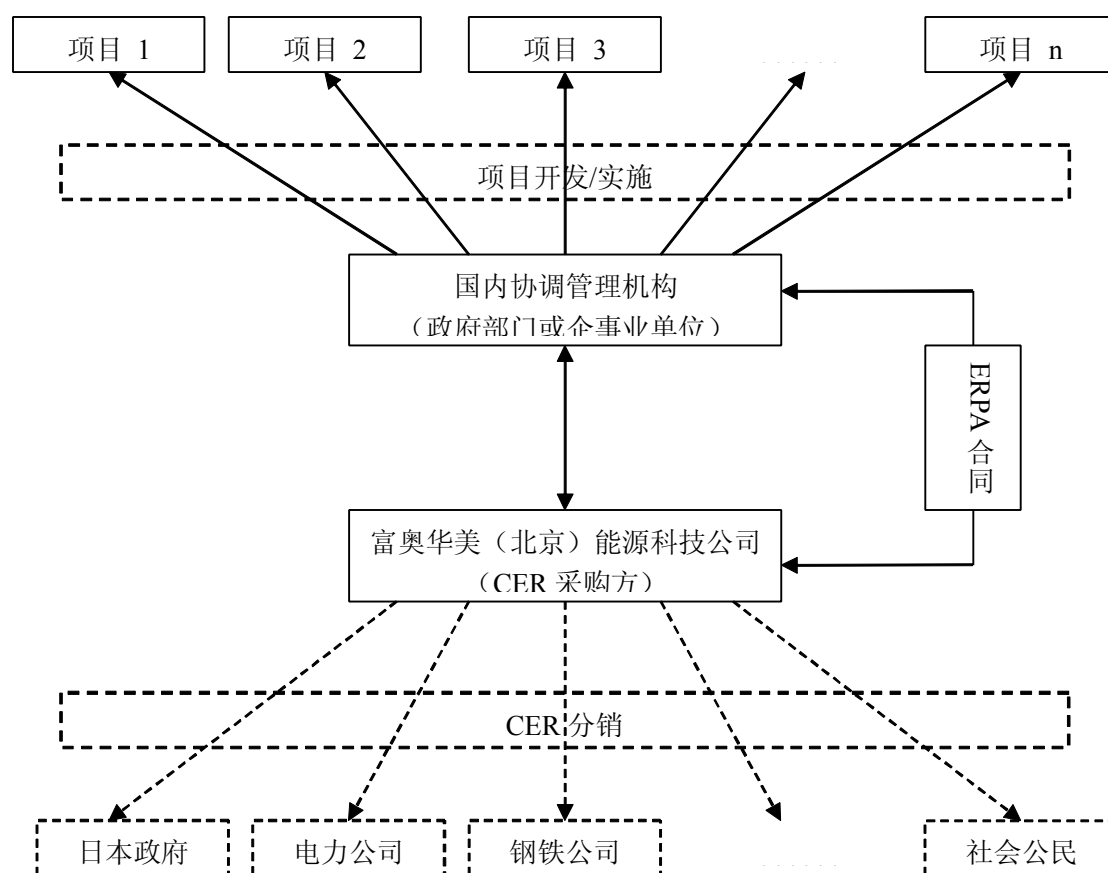 项目 1
项目 2
项目 3
......
项目 n
项目开发/实施
国内协调管理机构
（政府部门或企事业单位）
ERPA 合同
富奥华美（北京）能源科技公司
（CER 采购方）
CER 分销
日本政府
电力公司
钢铁公司
......
社会公民